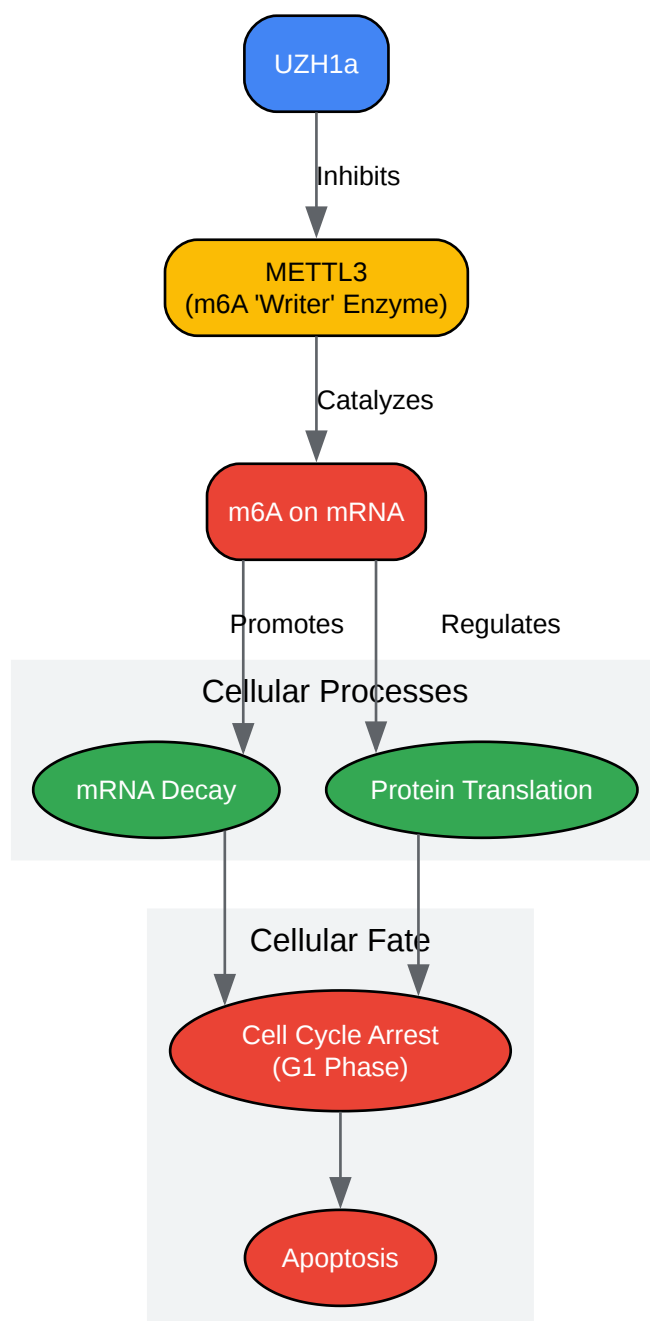 UZH1a
Inhibits
METTL3
(m6A 'Writer' Enzyme)
Catalyzes
m6A on mRNA
Promotes
Regulates
Cellular Processes
mRNA Decay
Protein Translation
Cellular Fate
Cell Cycle Arrest
(G1 Phase)
Apoptosis